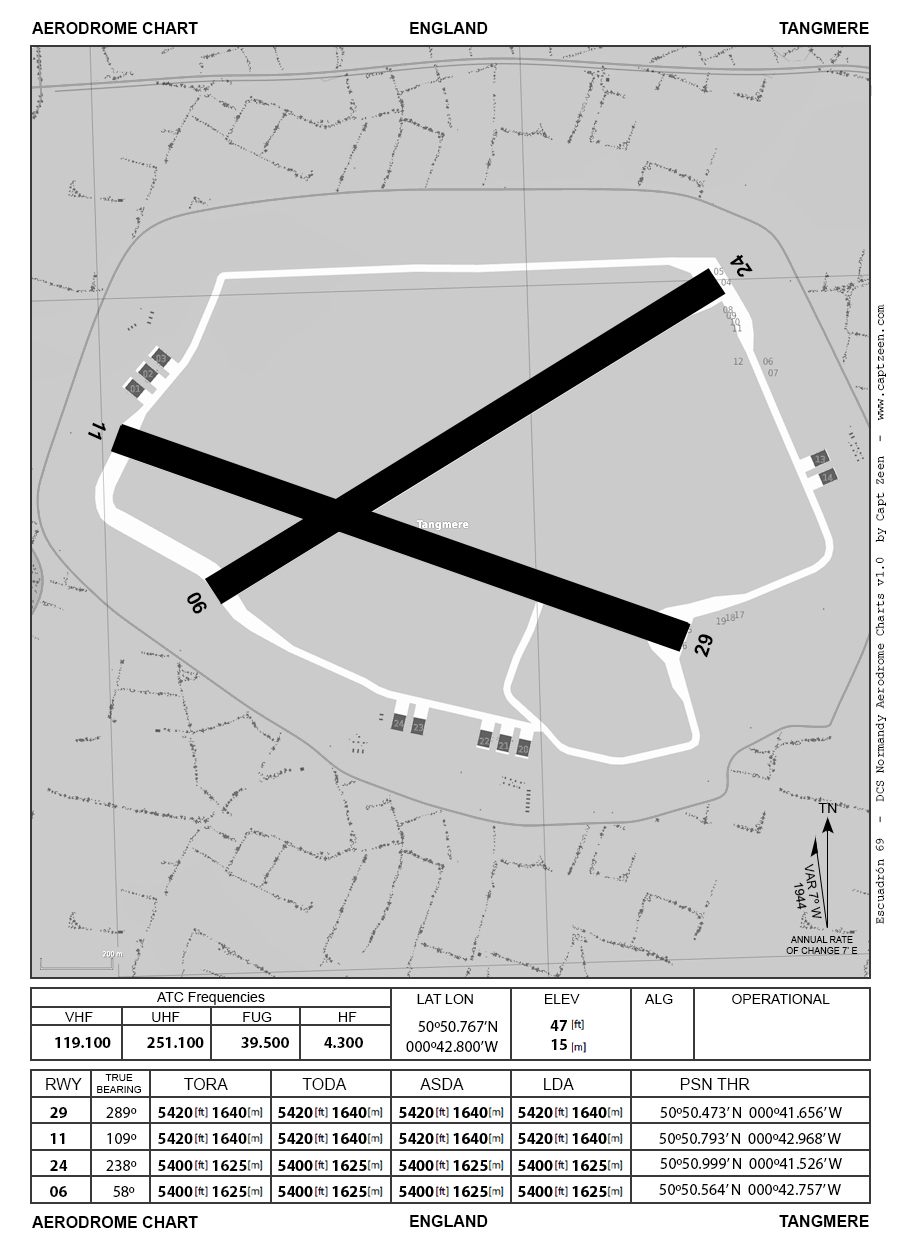 AERODROME CHART ENGLAND TANGMERE
24
05
04
08
09
10
11
12 06
07
03
02
01
11
13
14
Tangmere
06
19 18 17
29
24 23
22 21 20
TN
VAR 7º W
1944
ANNUAL RATE
OF CHANGE 7' E
200 m
Escuadrón 69 – DCS Normandy Aerodrome Charts v1.0 by Capt Zeen – www.captzeen.com
ATC Frequencies LAT LON ELEV ALG OPERATIONAL
VHF UHF FUG HF
119.100 251.100 39.500 4.300
50º50.767'N 47 [ft]
000º42.800'W 15 [m]
RWY TRUE BEARING TORA TODA ASDA LDA PSN THR
29 289º 5420[ft] 1640[m] 5420[ft] 1640[m] 5420[ft] 1640[m] 5420[ft] 1640[m] 50º50.473'N 000º41.656'W
11 109º 5420[ft] 1640[m] 5420[ft] 1640[m] 5420[ft] 1640[m] 5420[ft] 1640[m] 50º50.793'N 000º42.968'W
24 238º 5400[ft] 1625[m] 5400[ft] 1625[m] 5400[ft] 1625[m] 5400[ft] 1625[m] 50º50.999'N 000º41.526'W
06 58º 5400[ft] 1625[m] 5400[ft] 1625[m] 5400[ft] 1625[m] 5400[ft] 1625[m] 50º50.564'N 000º42.757'W
AERODROME CHART ENGLAND TANGMERE